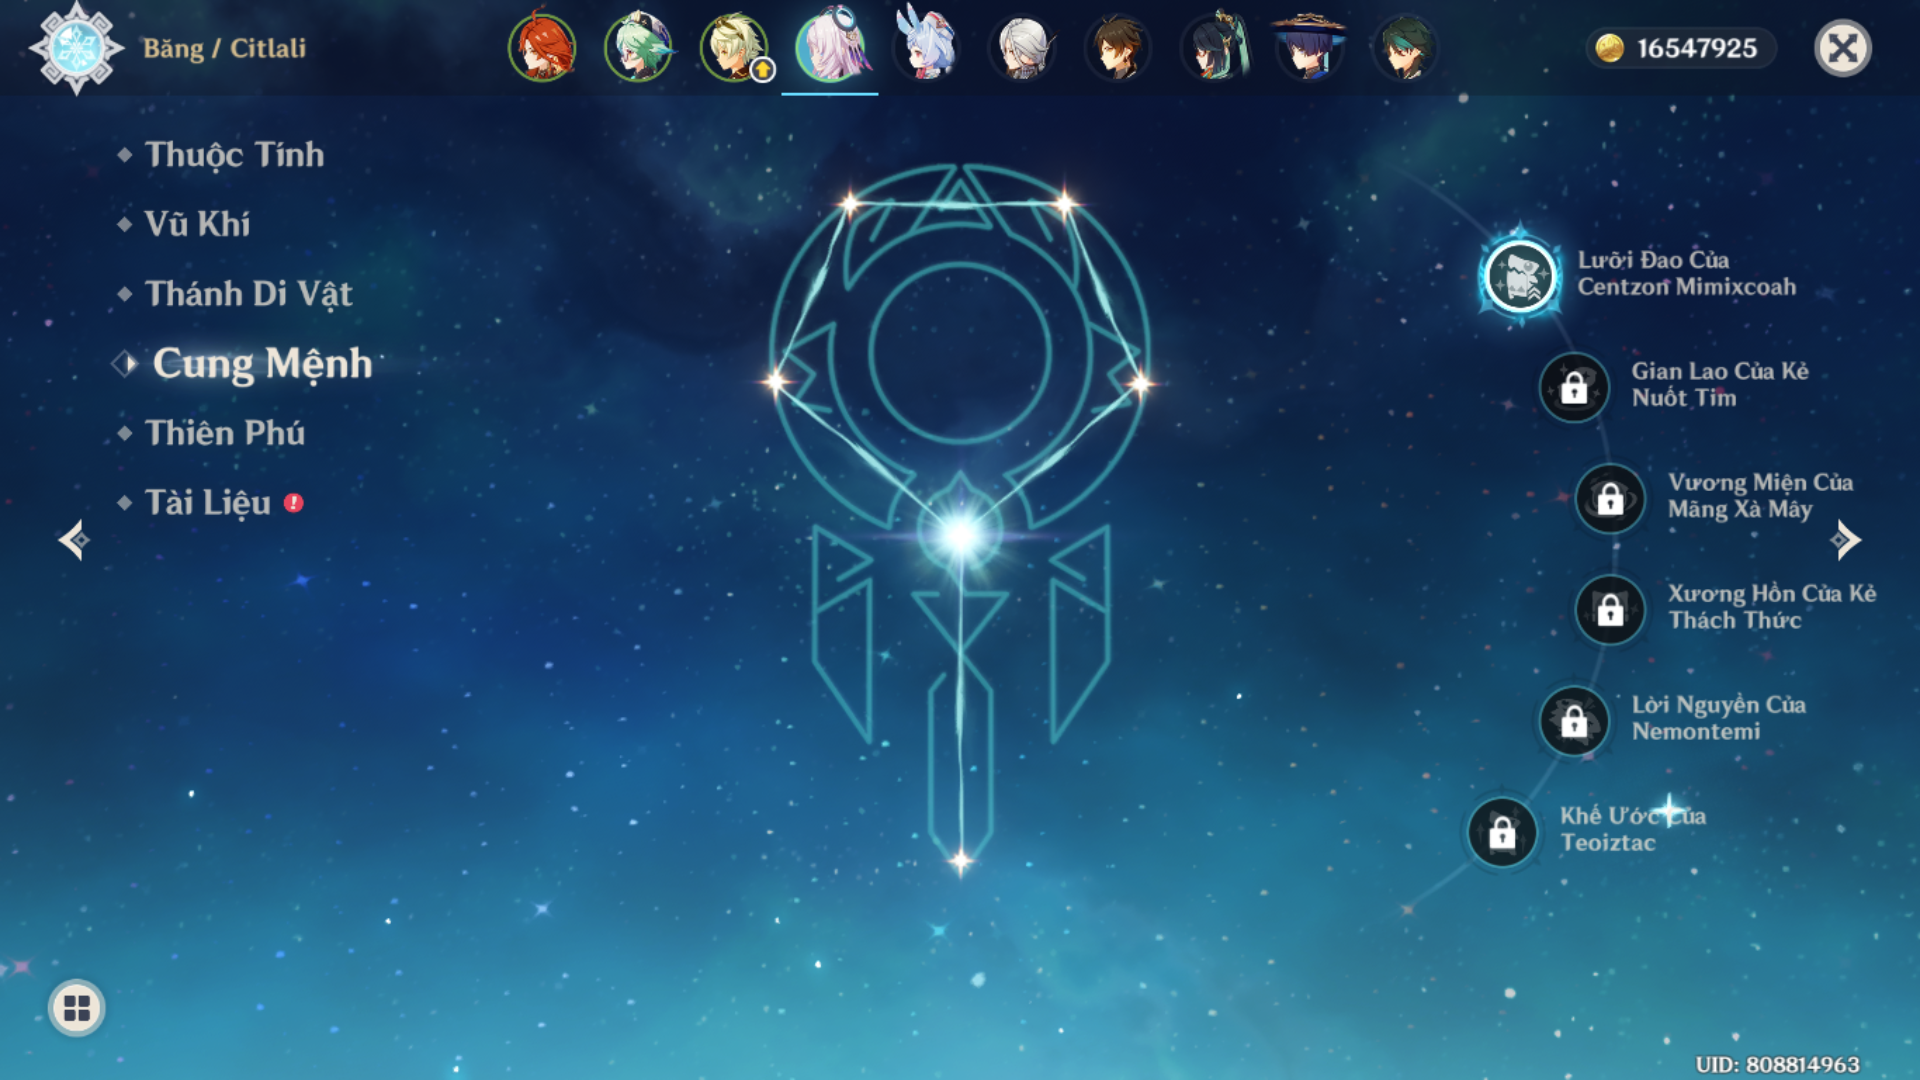 Băng / Citlali
16547925
Thuộc Tính
Vũ Khí
Thánh Di Vật
Cung Mệnh
Thiên Phú
Tài Liệu
Lưỡi Đao Của
Centzon Mimixcoah
Gian Lao Của Kẻ
Nuốt Tim
Vương Miện Của
Mãng Xà Mây
Xương Hồn Của Kẻ
Thách Thức
Lời Nguyền Của
Nemontemi
Khế Ước Của
Teoiztac
UID: 808814963